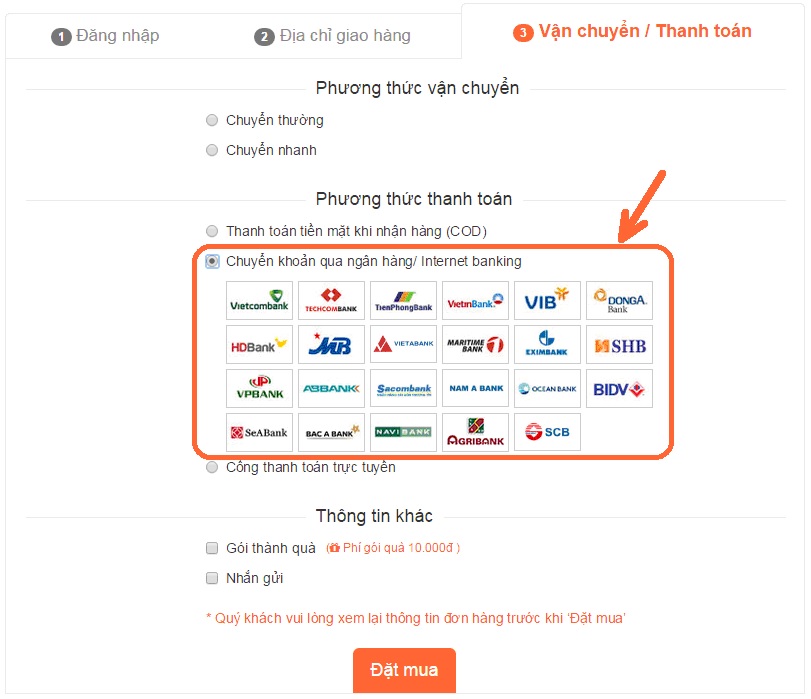 1 Đăng nhập
2 Địa chỉ giao hàng
3 Vận chuyển / Thanh toán
Phương thức vận chuyển
Chuyển thường
Chuyển nhanh
Phương thức thanh toán
Thanh toán tiền mặt khi nhận hàng (COD)
Chuyển khoản qua ngân hàng/ Internet banking
Vietcombank TECHCOMBANK TIENPHONGBANK VietinBank VIB DONGA Bank
HDBank MB VIETABANK MARITIME BANK EXIMBANK SHB
VPBANK ABBANK Sacombank NAM A BANK OCEAN BANK BIDV
SeABank BAC A BANK NAVIBANK AGRIBANK SCB
Cổng thanh toán trực tuyến
Thông tin khác
Gói thành quà ( Phí gói quà 10.000đ )
Nhắn gửi
* Quý khách vui lòng xem lại thông tin đơn hàng trước khi ‘Đặt mua’
Đặt mua